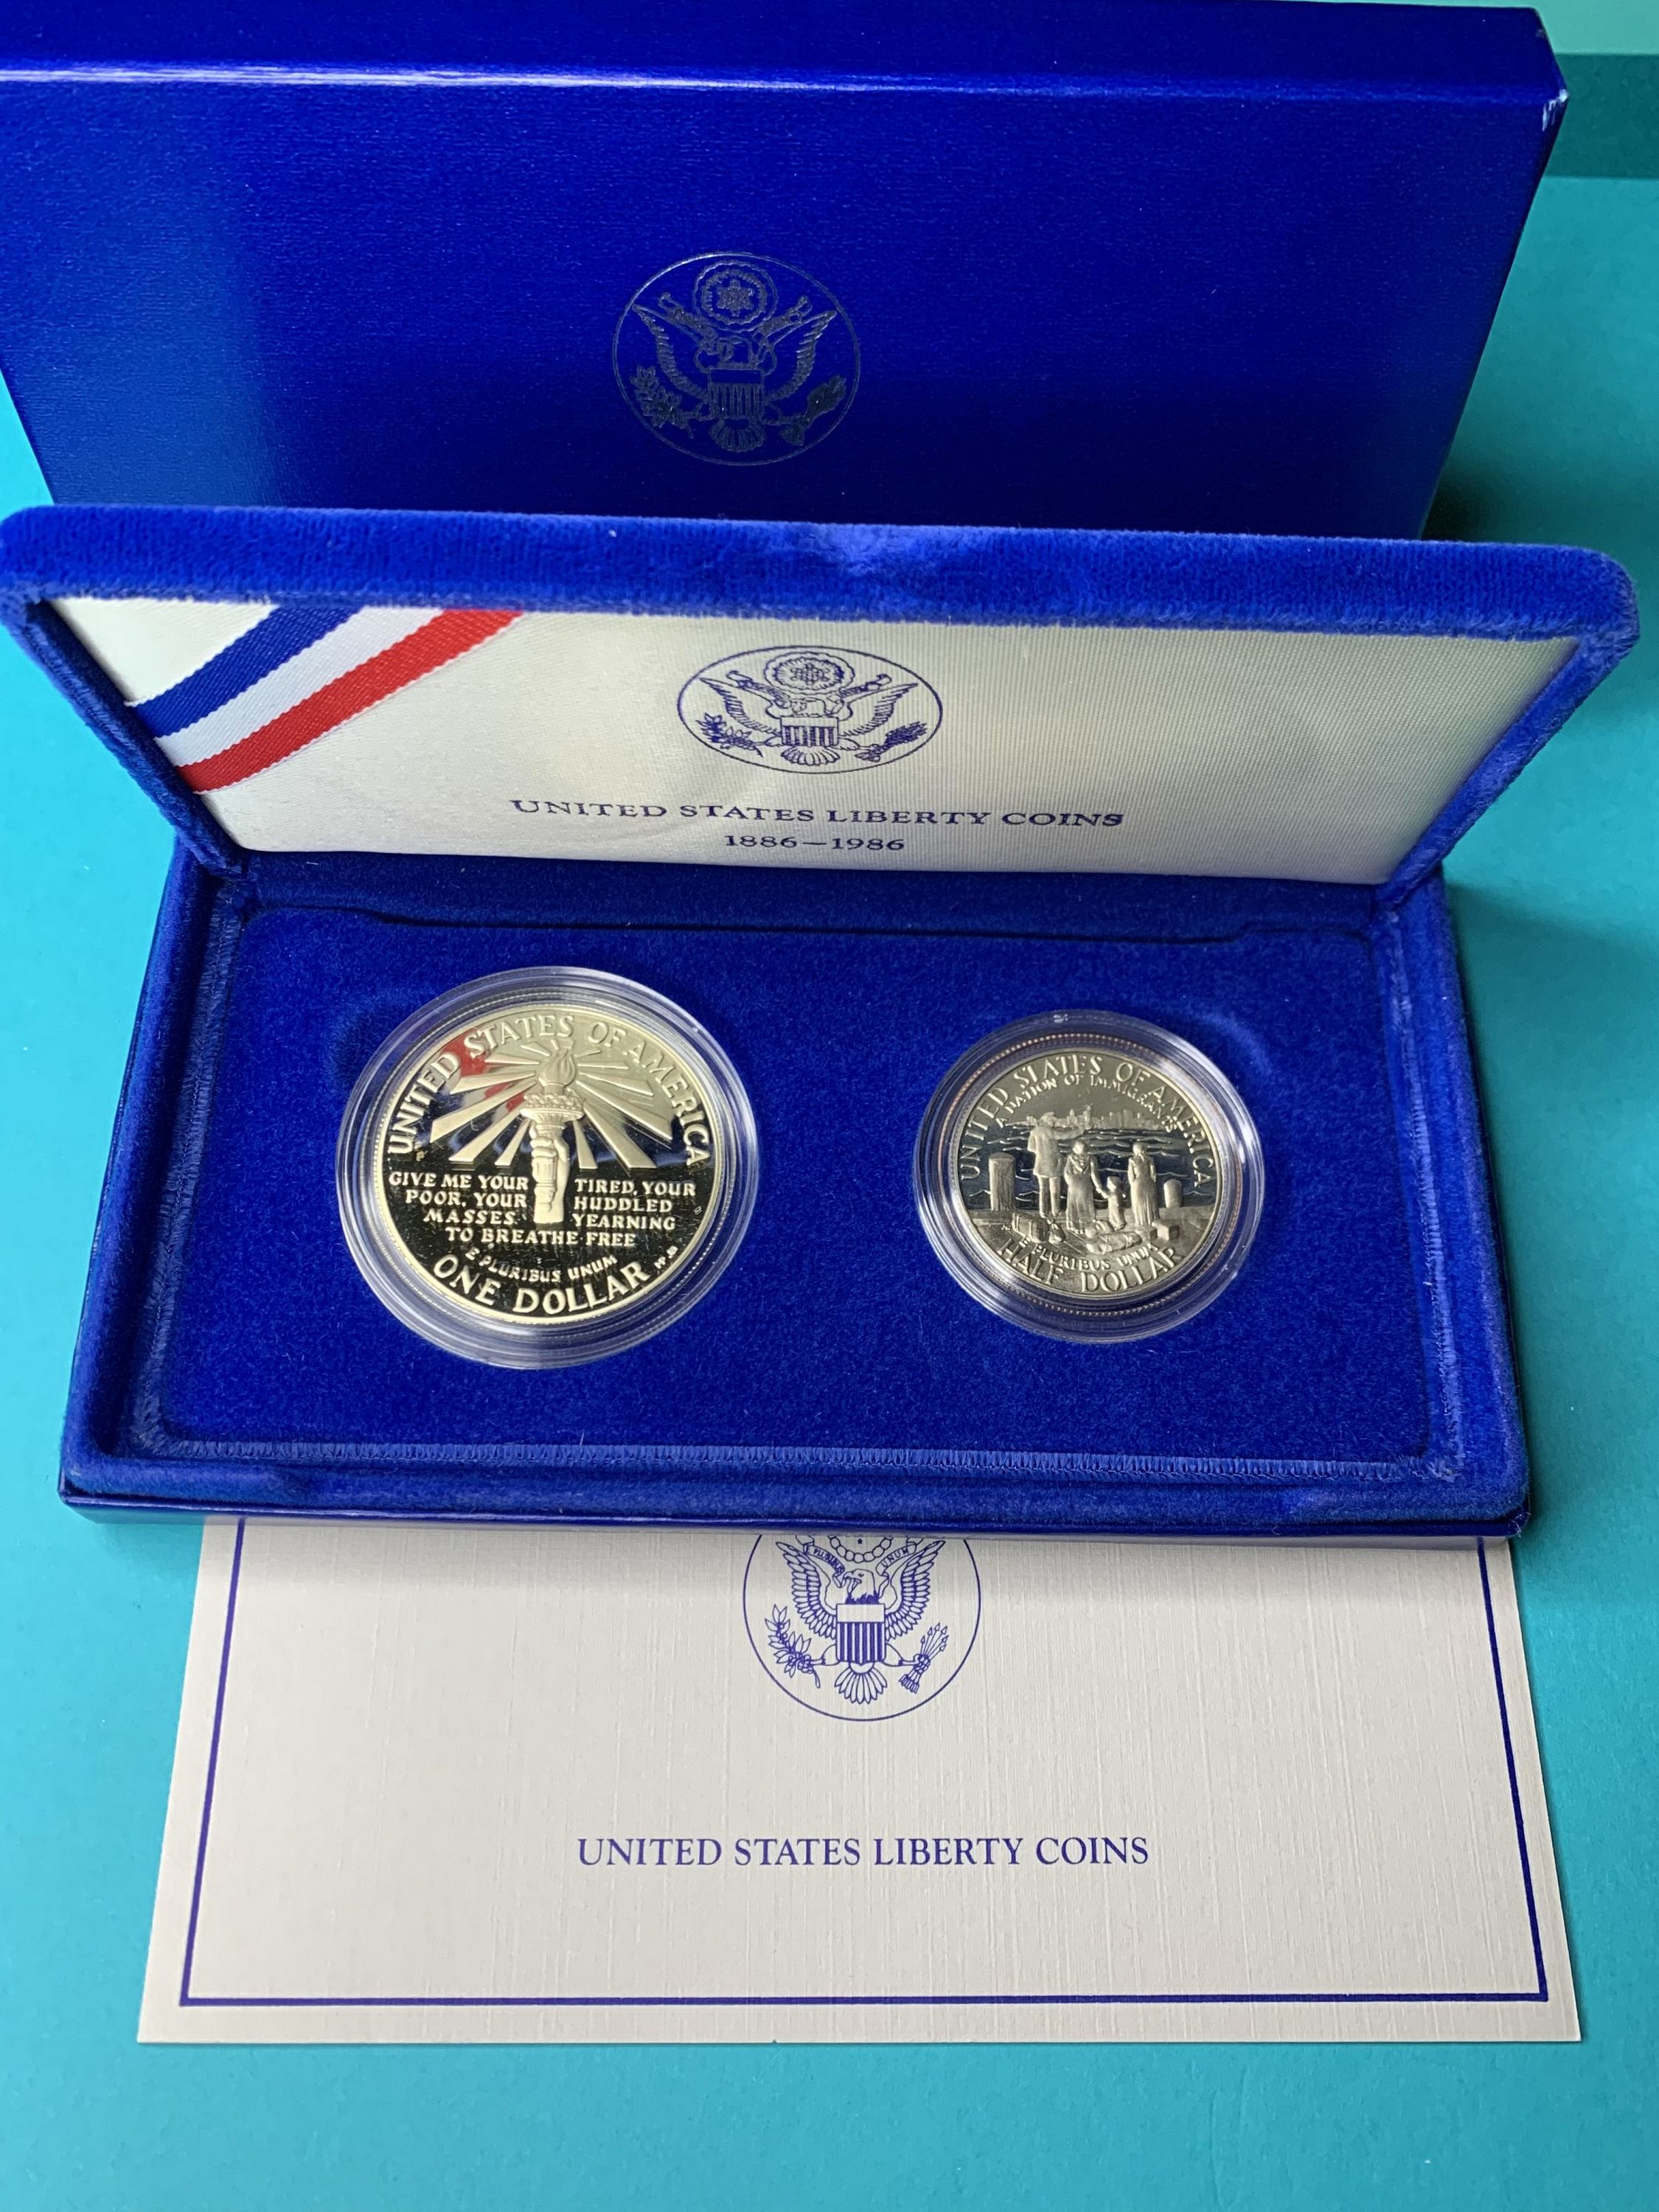 UNITED STATES LIBERTY COINS
1886–1986
UNITED STATES OF AMERICA
GIVE ME YOUR TIRED, YOUR
POOR, YOUR HUDDLED
MASSES YEARNING
TO BREATHE FREE
E PLURIBUS UNUM
ONE DOLLAR
UNITED STATES OF AMERICA
A NATION OF IMMIGRANTS
E PLURIBUS UNUM
HALF DOLLAR
E PLURIBUS UNUM
UNITED STATES LIBERTY COINS